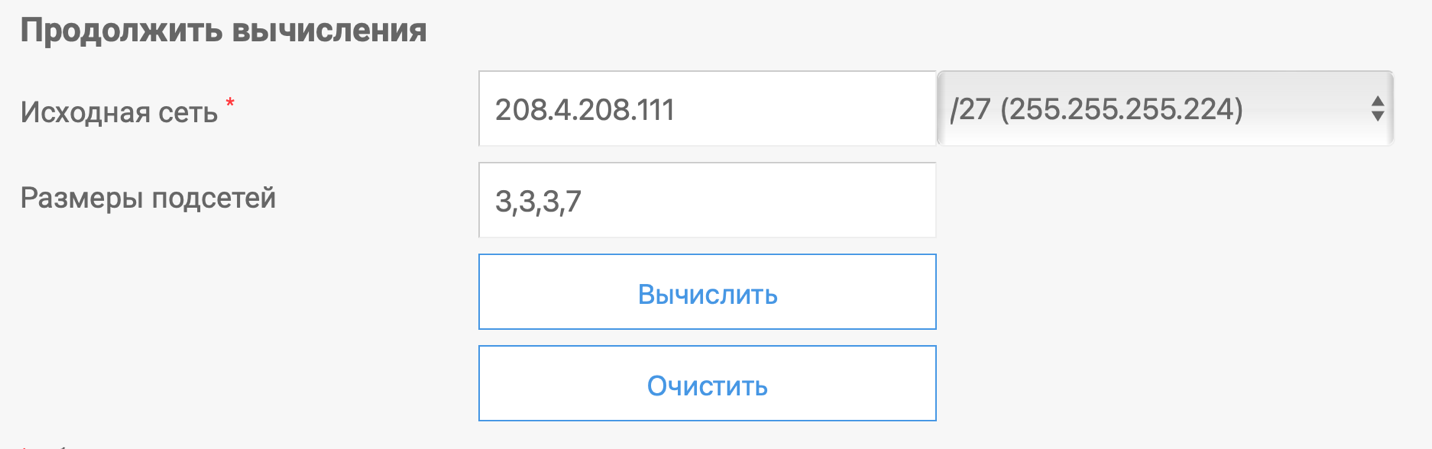 Продолжить вычисления
Исходная сеть * 208.4.208.111 /27 (255.255.255.224)
Размеры подсетей 3,3,3,7
Вычислить
Очистить